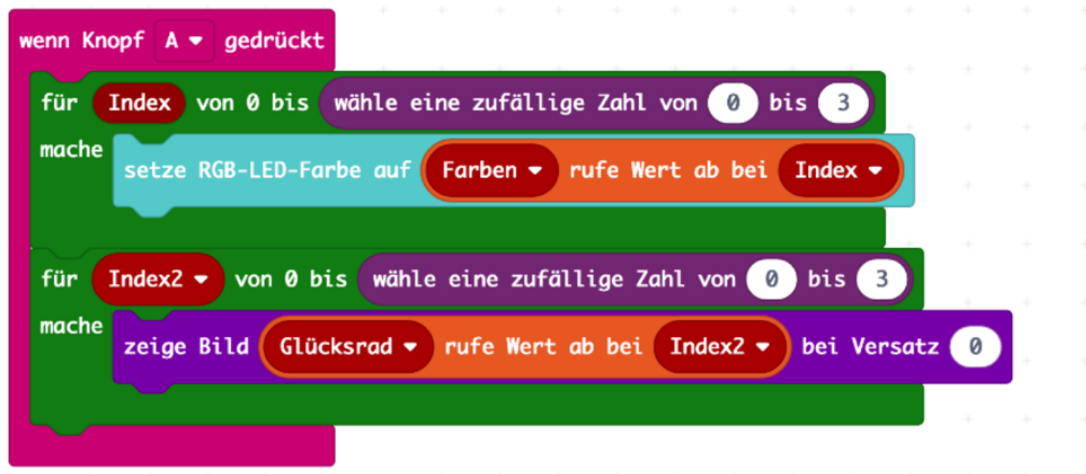 wenn Knopf A gedrückt
für Index von 0 bis wähle eine zufällige Zahl von 0 bis 3
mache
setze RGB-LED-Farbe auf Farben rufe Wert ab bei Index
für Index2 von 0 bis wähle eine zufällige Zahl von 0 bis 3
mache
zeige Bild Glücksrad rufe Wert ab bei Index2 bei Versatz 0